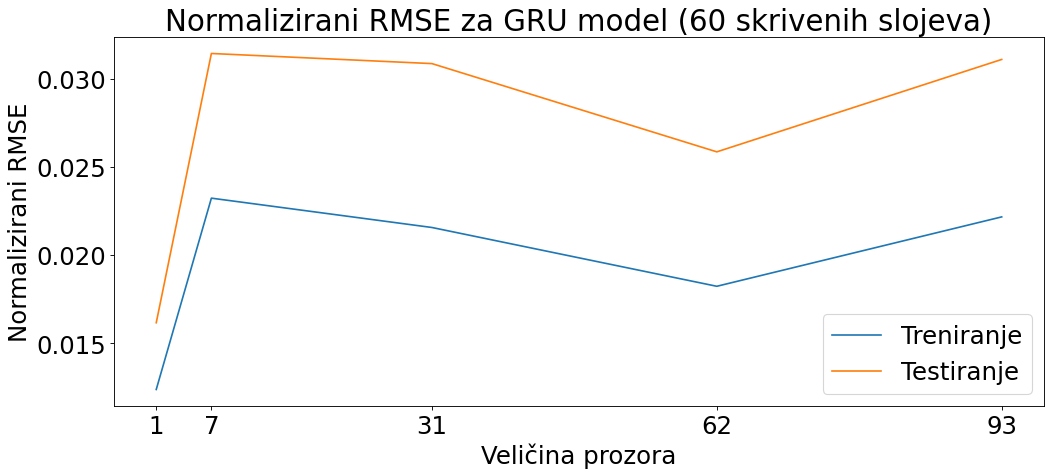 Normalizirani RMSE za GRU model (60 skrivenih slojeva)
Normalizirani RMSE
0.030
0.025
0.020
0.015
Treniranje
Testiranje
1 7 31 62 93
Veličina prozora